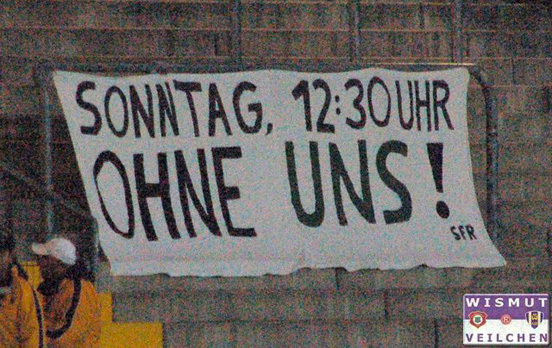 SONNTAG, 12:30 UHR
OHNE UNS!
SFR
WISMUT
VEILCHEN